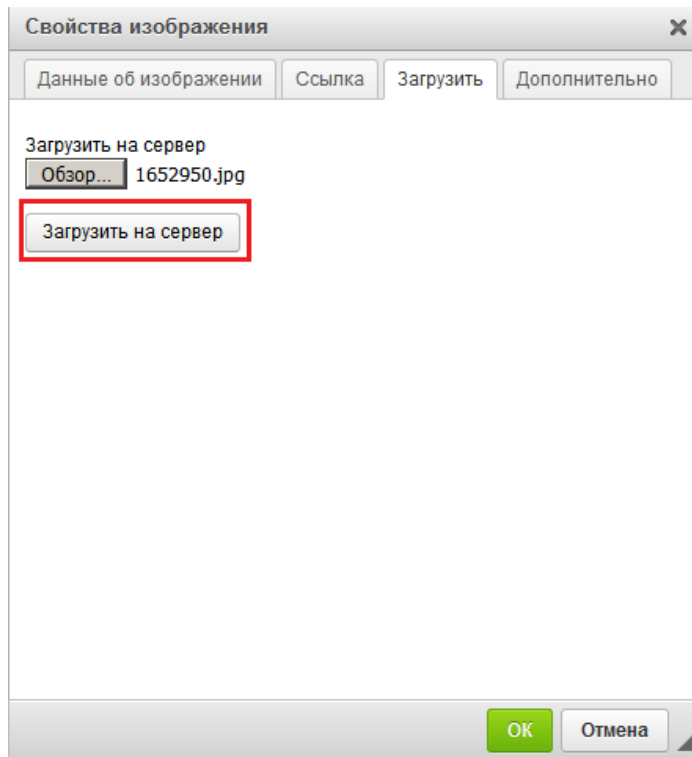 Свойства изображения
Данные об изображении Ссылка Загрузить Дополнительно
Загрузить на сервер
Обзор... 1652950.jpg
Загрузить на сервер
ОК Отмена